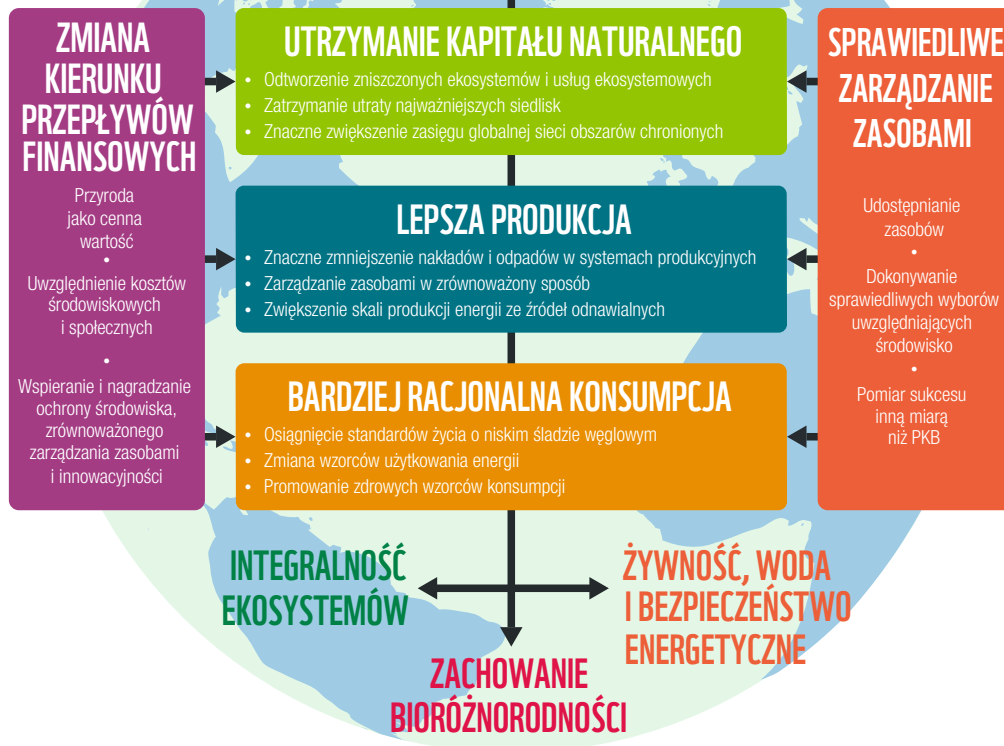 ZMIANA
KIERUNKU
PRZEPŁYWÓW
FINANSOWYCH
Przyroda
jako cenna
wartość
•
Uwzględnienie kosztów
środowiskowych
i społecznych
•
Wspieranie i nagradzanie
ochrony środowiska,
zrównoważonego
zarządzania zasobami
i innowacyjności
UTRZYMANIE KAPITAŁU NATURALNEGO
• Odtworzenie zniszczonych ekosystemów i usług ekosystemowych
• Zatrzymanie utraty najważniejszych siedlisk
• Znaczne zwiększenie zasięgu globalnej sieci obszarów chronionych
LEPSZA PRODUKCJA
• Znaczne zmniejszenie nakładów i odpadów w systemach produkcyjnych
• Zarządzanie zasobami w zrównoważony sposób
• Zwiększenie skali produkcji energii ze źródeł odnawialnych
BARDZIEJ RACJONALNA KONSUMPCJA
• Osiągnięcie standardów życia o niskim śladzie węglowym
• Zmiana wzorców użytkowania energii
• Promowanie zdrowych wzorców konsumpcji
SPRAWIEDLIWE
ZARZĄDZANIE
ZASOBAMI
Udostępnianie
zasobów
•
Dokonywanie
sprawiedliwych wyborów
uwzględniających
środowisko
•
Pomiar sukcesu
inną miarą
niż PKB
INTEGRALNOŚĆ
EKOSYSTEMÓW
ŻYWNOŚĆ, WODA
I BEZPIECZEŃSTWO
ENERGETYCZNE
ZACHOWANIE
BIORÓŻNORODNOŚCI